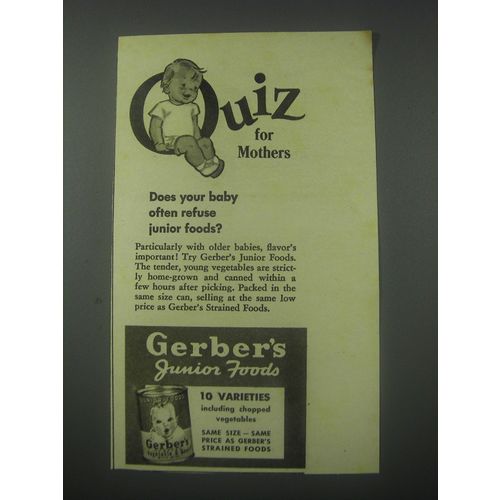 Quiz
for
Mothers
Does your baby
often refuse
junior foods?
Particularly with older babies, flavor's
important! Try Gerber's Junior Foods.
The tender, young vegetables are strict-
ly home-grown and canned within a
few hours after picking. Packed in the
same size can, selling at the same low
price as Gerber's Strained Foods.
Gerber's
Junior Foods
10 VARIETIES
including chopped
vegetables
SAME SIZE — SAME
PRICE AS GERBER'S
STRAINED FOODS
JUNIOR FOODS
Gerber's